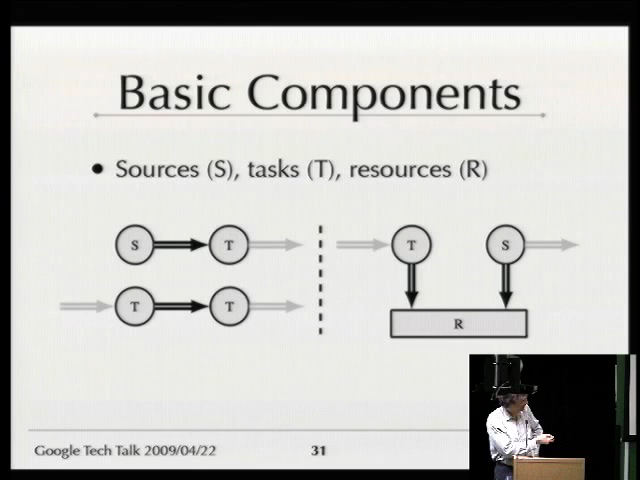 Basic Components
• Sources (S), tasks (T), resources (R)
S T T S
T T R
Google Tech Talk 2009/04/22 31